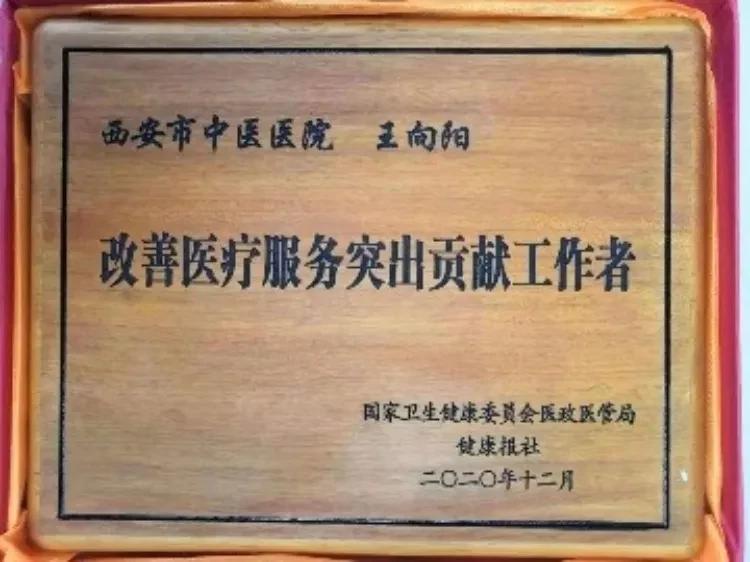 西安市中医医院 王向阳
改善医疗服务突出贡献工作者
国家卫生健康委员会医政医管局
健康报社
二〇二〇年十二月